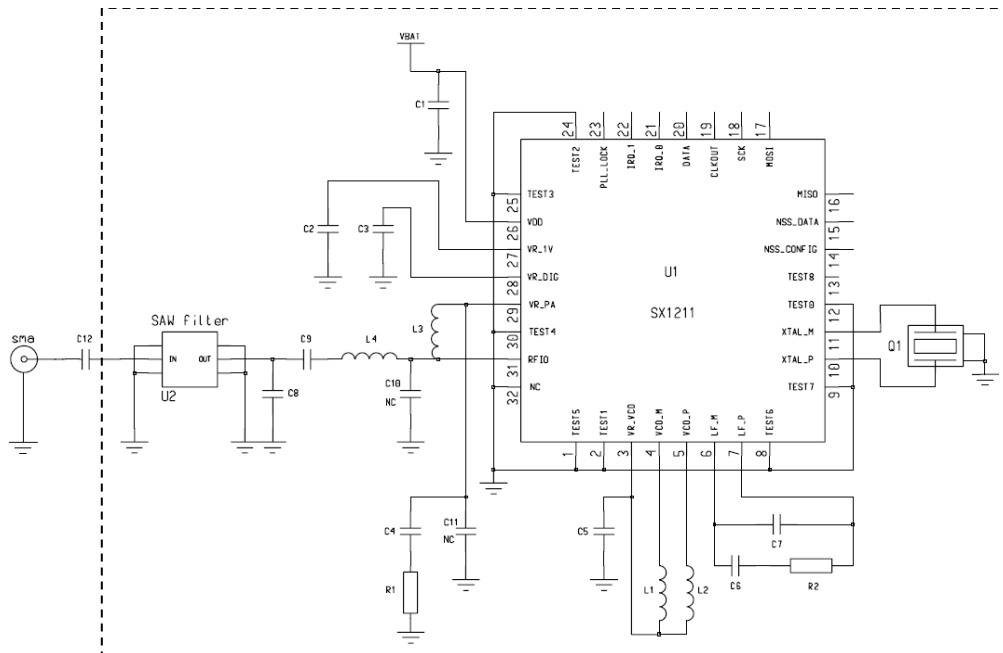 VBAT
C1
24 23 22 21 20 19 18 17
TEST2 PLL_LOCK IRQ_1 IRQ_0 DATA CLKOUT SCK MOSI
TEST3
25
VDD
26
VR_1V
27
VR_DIG
28
VR_PA
29
TEST4
30
RFIO
31
NC
32
MISO
16
NSS_DATA
15
NSS_CONFIG
14
TEST8
13
TEST0
12
XTAL_M
11
XTAL_P
10
TEST7
9
U1
SX1211
TEST5 TEST1 VR_VCO VCO_M VCO_P LF_M LF_P TEST6
1 2 3 4 5 6 7 8
C2
C3
SAW filter
sma
C12
IN OUT
U2
C9
L4
L3
C8
C10
NC
Q1
C4
C11
NC
R1
C5
L1
L2
C7
C6
R2